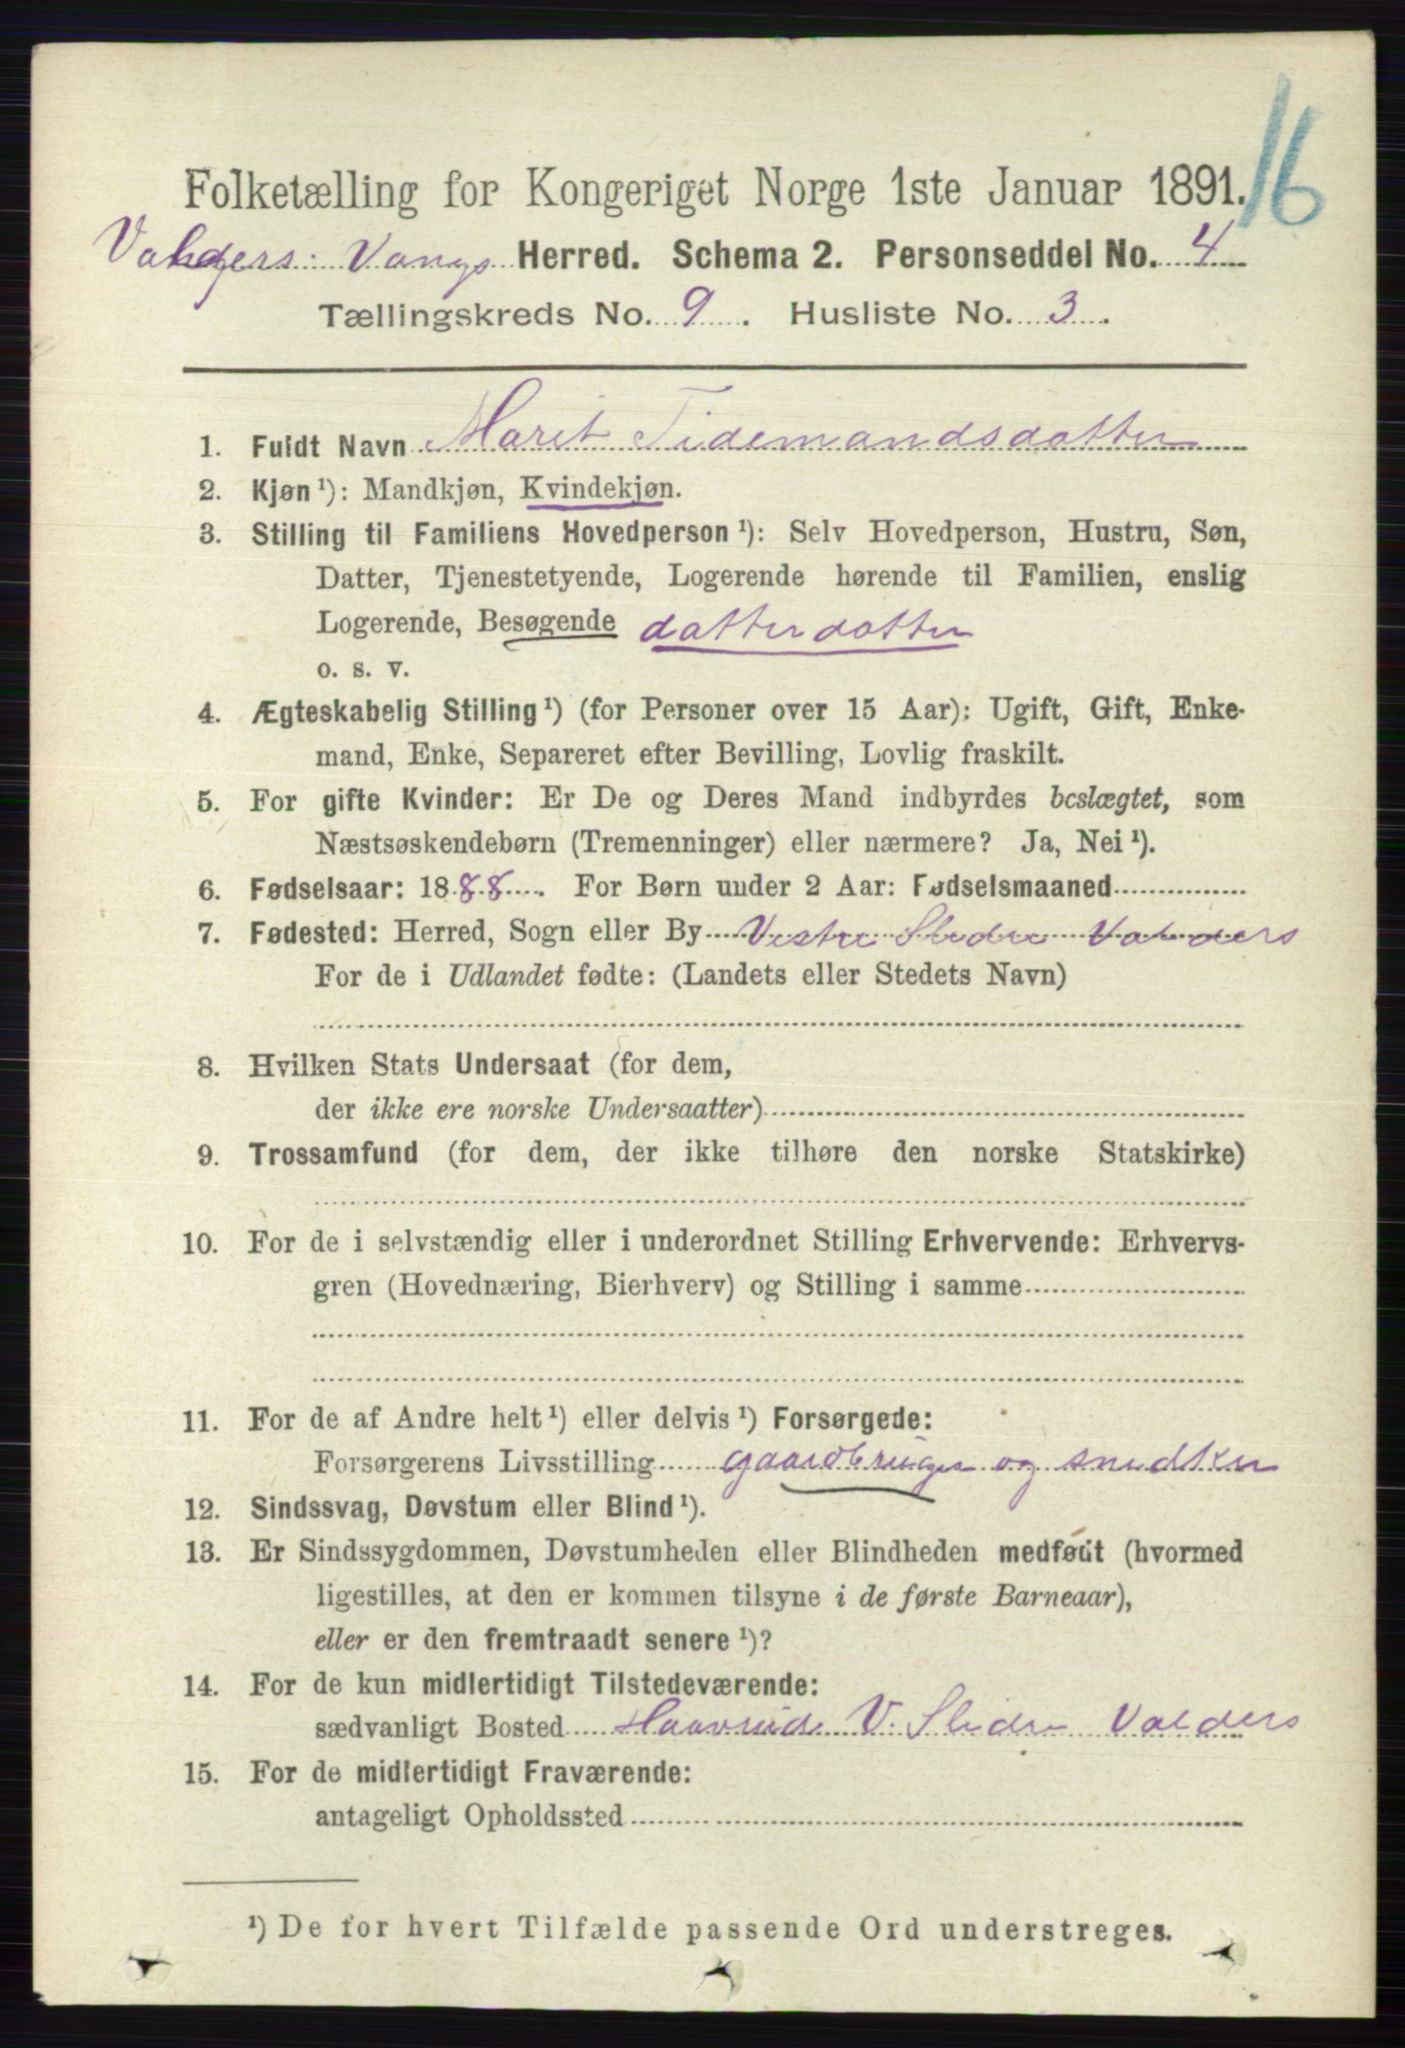 16
Folketælling for Kongeriget Norge 1ste Januar 1891.
Valders: Vangs Herred. Schema 2. Personseddel No. 4
Tællingskreds No. 9. Husliste No. 3.
1. Fuldt Navn Marit Tidemandsdatter
2. Kjøn ¹): Mandkjøn, Kvindekjøn.
3. Stilling til Familiens Hovedperson ¹): Selv Hovedperson, Hustru, Søn,
Datter, Tjenestetyende, Logerende hørende til Familien, enslig
Logerende, Besøgende datterdatter
o. s. v.
4. Ægteskabelig Stilling ¹) (for Personer over 15 Aar): Ugift, Gift, Enke-
mand, Enke, Separeret efter Bevilling, Lovlig fraskilt.
5. For gifte Kvinder: Er De og Deres Mand indbyrdes beslægtet, som
Næstsøskendebørn (Tremenninger) eller nærmere? Ja, Nei ¹).
6. Fødselsaar: 1888. For Børn under 2 Aar: Fødselsmaaned
7. Fødested: Herred, Sogn eller By Vestre Slidre Valders
For de i Udlandet fødte: (Landets eller Stedets Navn)
8. Hvilken Stats Undersaat (for dem,
der ikke ere norske Undersaatter)
9. Trossamfund (for dem, der ikke tilhøre den norske Statskirke)
10. For de i selvstændig eller i underordnet Stilling Erhvervende: Erhvervs-
gren (Hovednæring, Bierhverv) og Stilling i samme
11. For de af Andre helt ¹) eller delvis ¹) Forsørgede:
Forsørgerens Livsstilling gaardbruger og snedker
12. Sindssvag, Døvstum eller Blind ¹).
13. Er Sindssygdommen, Døvstumheden eller Blindheden medfødt (hvormed
ligestilles, at den er kommen tilsyne i de første Barneaar),
eller er den fremtraadt senere ¹)?
14. For de kun midlertidigt Tilstedeværende:
sædvanligt Bosted Haavrud V. Slidre Valders
15. For de midlertidigt Fraværende:
antageligt Opholdssted
¹) De for hvert Tilfælde passende Ord understreges.